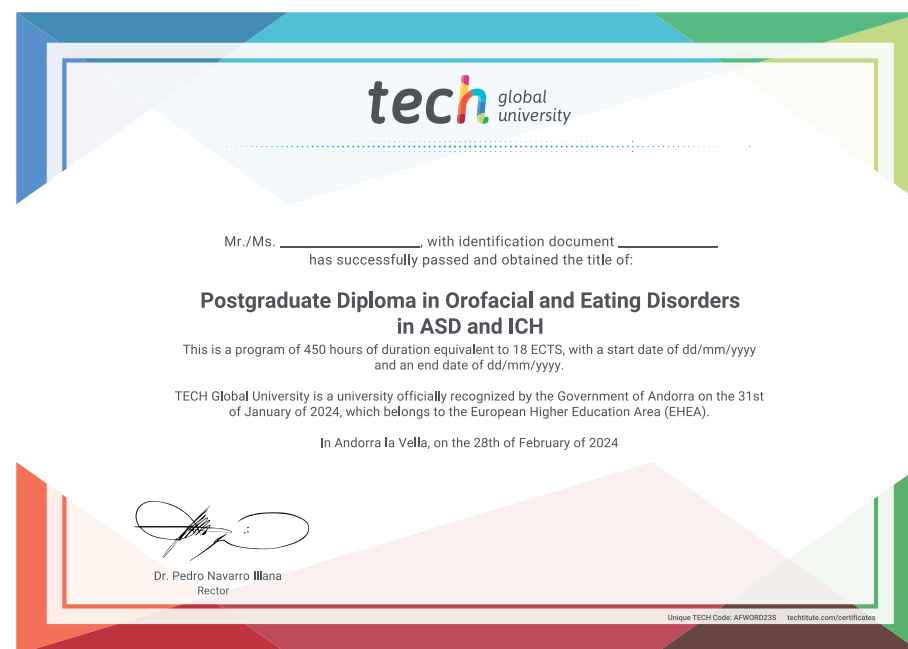 tech global university
Mr./Ms. ____________________, with identification document ______________
has successfully passed and obtained the title of:
Postgraduate Diploma in Orofacial and Eating Disorders
in ASD and ICH
This is a program of 450 hours of duration equivalent to 18 ECTS, with a start date of dd/mm/yyyy
and an end date of dd/mm/yyyy.
TECH Global University is a university officially recognized by the Government of Andorra on the 31st
of January of 2024, which belongs to the European Higher Education Area (EHEA).
In Andorra la Vella, on the 28th of February of 2024
Dr. Pedro Navarro Illana
Rector
Unique TECH Code: AFWORD23S techtitute.com/certificates